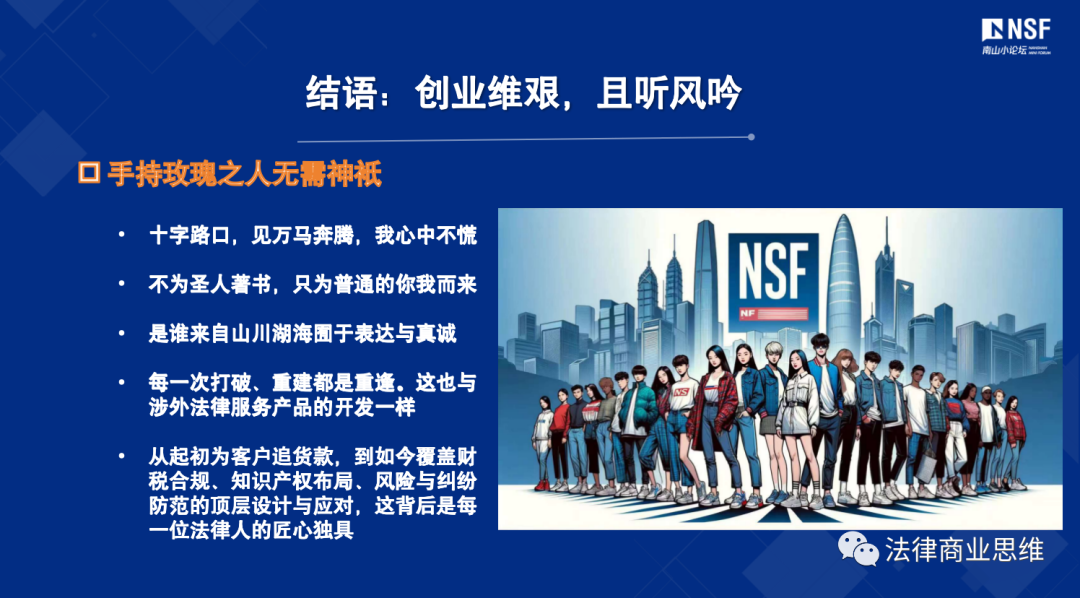 NSF
南山小论坛 NANSHAN MINI FORUM
结语：创业维艰，且听风吟
手持玫瑰之人无需神祇
• 十字路口，见万马奔腾，我心中不慌
• 不为圣人著书，只为普通的你我而来
• 是谁来自山川湖海囿于表达与真诚
• 每一次打破、重建都是重逢。这也与
涉外法律服务产品的开发一样
• 从起初为客户追货款，到如今覆盖财
税合规、知识产权布局、风险与纠纷
防范的顶层设计与应对，这背后是每
一位法律人的匠心独具
NSF
NF
NS
法律商业思维